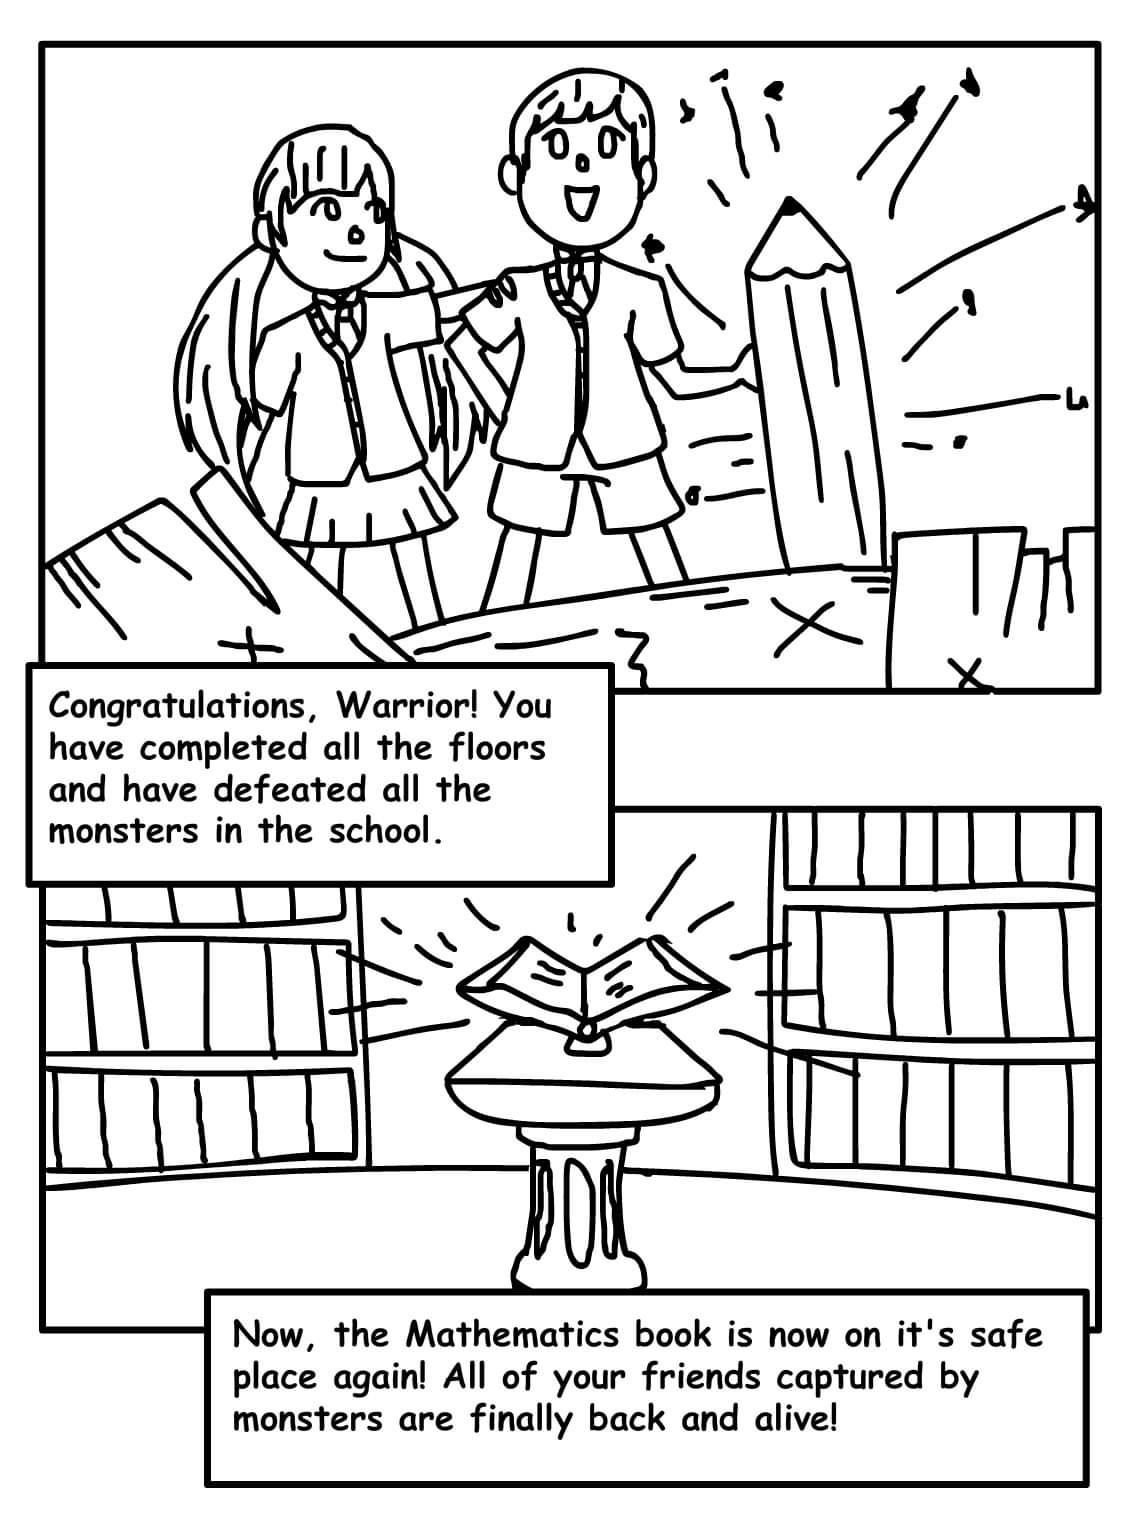 Congratulations, Warrior! You
have completed all the floors
and have defeated all the
monsters in the school.
Now, the Mathematics book is now on it's safe
place again! All of your friends captured by
monsters are finally back and alive!